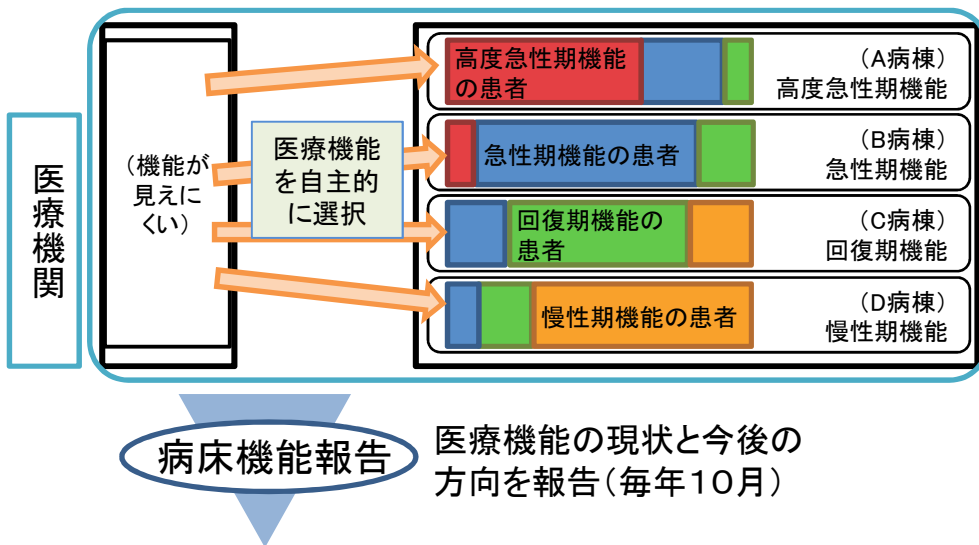 医療機関
(機能が
見えに
くい)
医療機能
を自主的
に選択
高度急性期機能
の患者
(A病棟)
高度急性期機能
急性期機能の患者
(B病棟)
急性期機能
回復期機能の
患者
(C病棟)
回復期機能
慢性期機能の患者
(D病棟)
慢性期機能
病床機能報告
医療機能の現状と今後の
方向を報告(毎年10月)